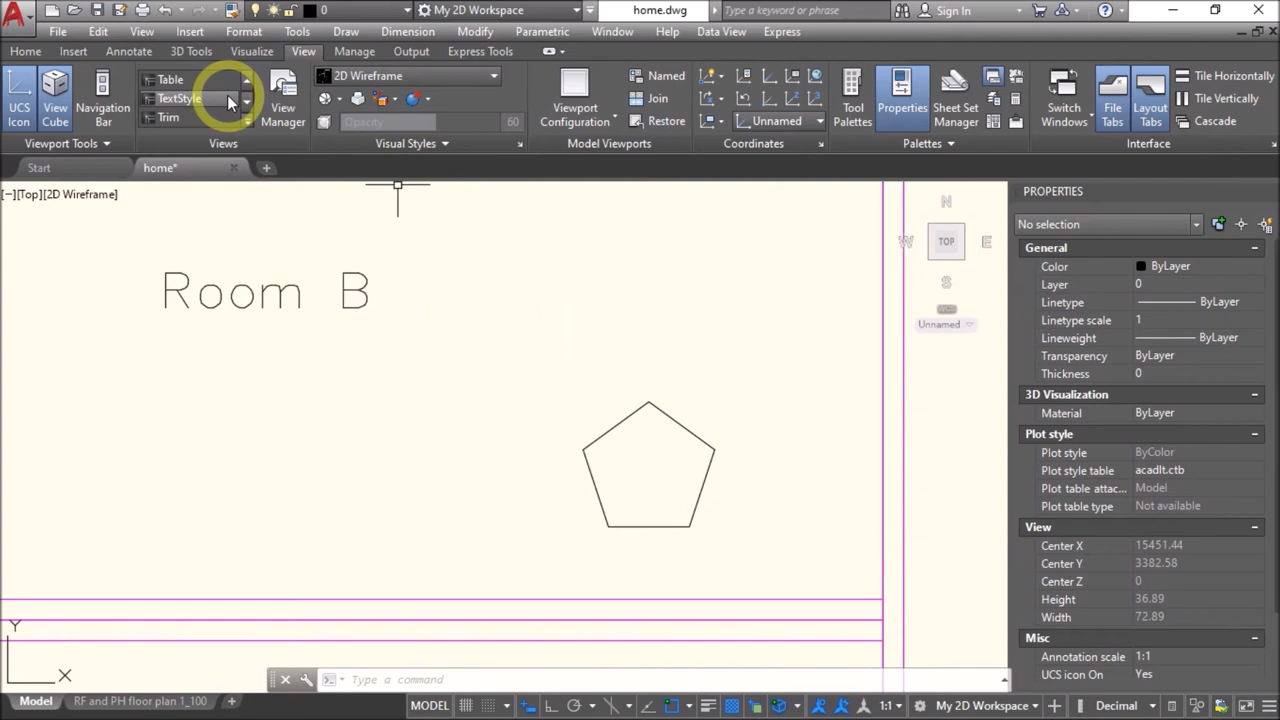 A 0 My 2D Workspace home.dwg Type a keyword or phrase Sign In
File Edit View Insert Format Tools Draw Dimension Modify Parametric Window Help Data View Express
Home Insert Annotate 3D Tools Visualize View Manage Output Express Tools
Table
TextStyle
Trim
2D Wireframe
Opacity 60
UCS Icon
View Cube
Navigation Bar
View Manager
Viewport Configuration
Named
Join
Restore
Unnamed
Tool Palettes
Properties
Sheet Set Manager
Switch Windows
File Tabs
Layout Tabs
Tile Horizontally
Tile Vertically
Cascade
Viewport Tools Views Visual Styles Model Viewports Coordinates Palettes Interface
Start home* +
[−][Top][2D Wireframe]
Room B
N
W TOP E
S
Unnamed
Y
X
PROPERTIES
No selection
General
Color ByLayer
Layer 0
Linetype ByLayer
Linetype scale 1
Lineweight ByLayer
Transparency ByLayer
Thickness 0
3D Visualization
Material ByLayer
Plot style
Plot style ByColor
Plot style table acadlt.ctb
Plot table attac... Model
Plot table type Not available
View
Center X 15451.44
Center Y 3382.58
Center Z 0
Height 36.89
Width 72.89
Misc
Annotation scale 1:1
UCS icon On Yes
Type a command
Model RF and PH floor plan 1_100 +
MODEL 1:1 My 2D Workspace Decimal